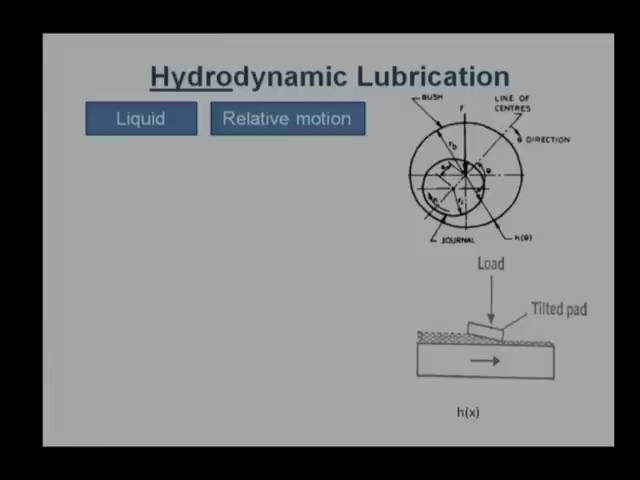 Hydrodynamic Lubrication
Liquid
Relative motion
BUSH
F
LINE OF
CENTRES
θ DIRECTION
JOURNAL
h(θ)
Load
Tilted pad
h(x)